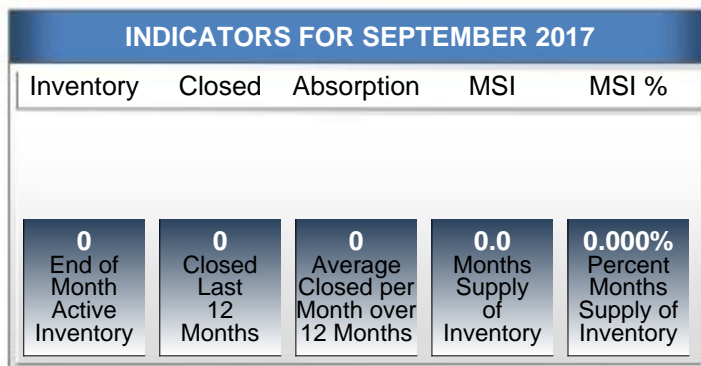 INDICATORS FOR SEPTEMBER 2017
Inventory Closed Absorption MSI MSI %
0
End of
Month
Active
Inventory
0
Closed
Last
12
Months
0
Average
Closed per
Month over
12 Months
0.0
Months
Supply
of
Inventory
0.000%
Percent
Months
Supply of
Inventory